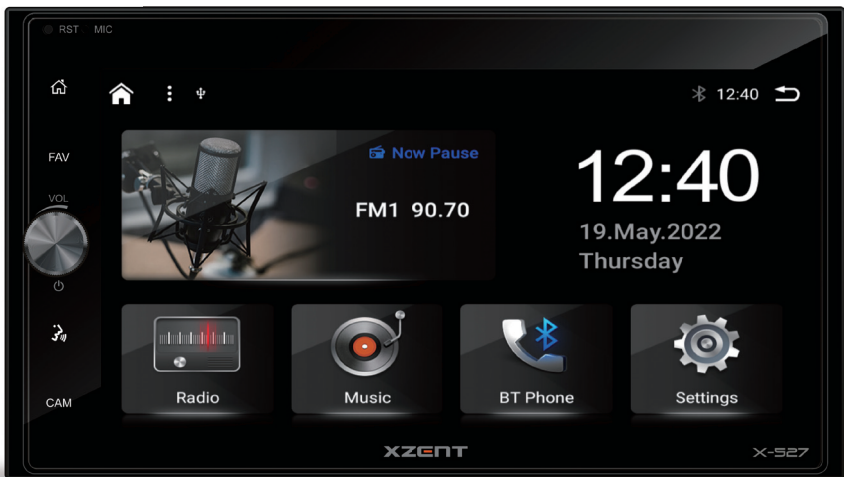 RST MIC
12:40
FAV
Now Pause
12:40
VOL
FM1 90.70
19.May.2022
Thursday
CAM
Radio
Music
BT Phone
Settings
XZENT
X-527